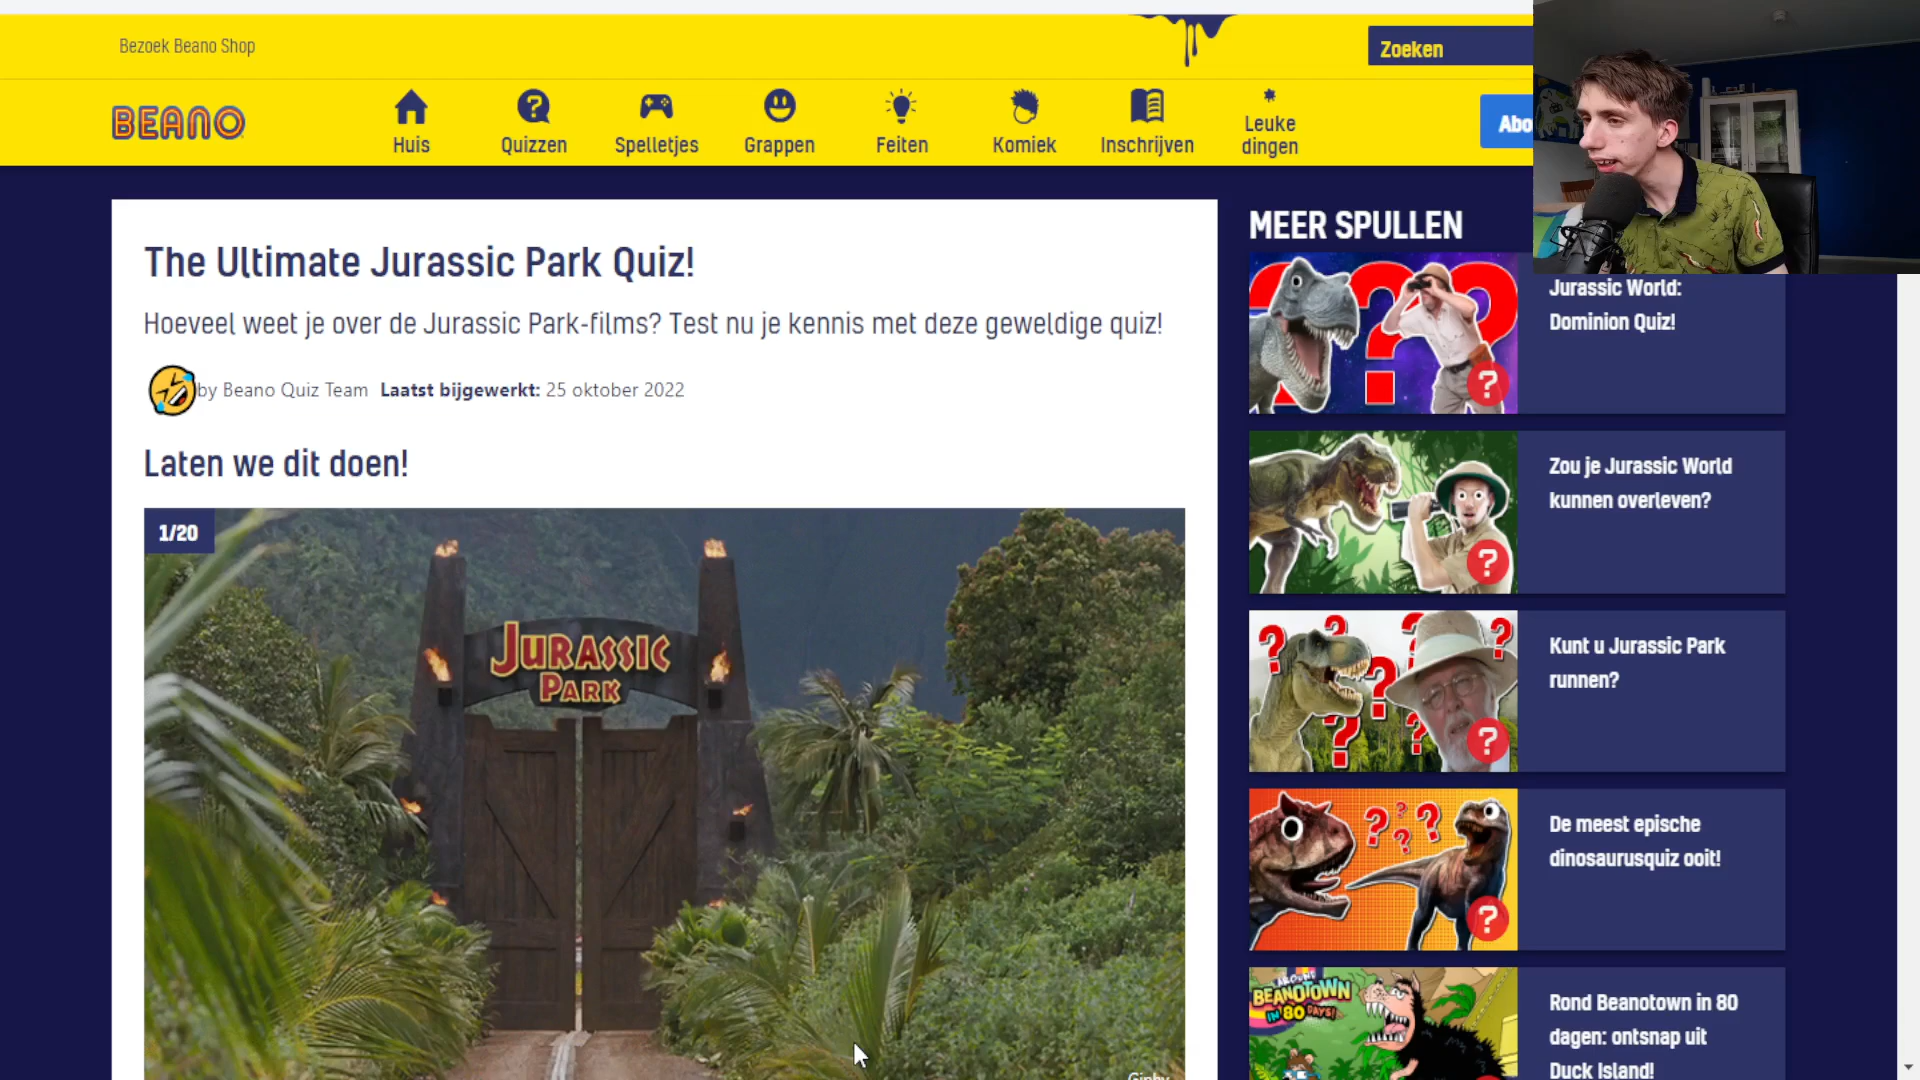 Bezoek Beano Shop
Zoeken
BEANO
Huis
Quizzen
Spelletjes
Grappen
Feiten
Komiek
Inschrijven
Leuke
dingen
Abo
The Ultimate Jurassic Park Quiz!
Hoeveel weet je over de Jurassic Park-films? Test nu je kennis met deze geweldige quiz!
by Beano Quiz Team Laatst bijgewerkt: 25 oktober 2022
Laten we dit doen!
1/20
JURASSIC
PARK
Giphy
MEER SPULLEN
Jurassic World:
Dominion Quiz!
Zou je Jurassic World
kunnen overleven?
Kunt u Jurassic Park
runnen?
De meest epische
dinosaurusquiz ooit!
AROUND
BEANOTOWN
IN 80 DAYS!
Rond Beanotown in 80
dagen: ontsnap uit
Duck Island!